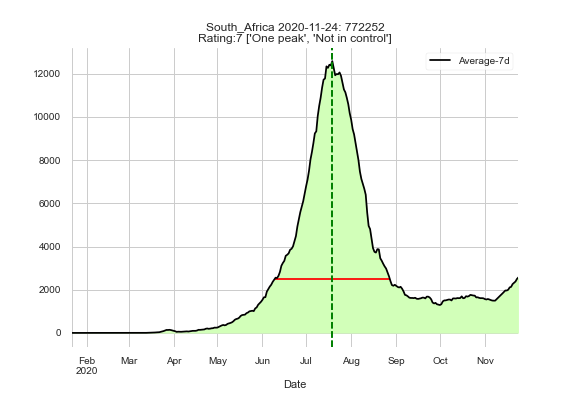 South_Africa 2020-11-24: 772252
Rating:7 ['One peak', 'Not in control']
Average-7d
12000
10000
8000
6000
4000
2000
0
Feb Mar Apr May Jun Jul Aug Sep Oct Nov
2020
Date